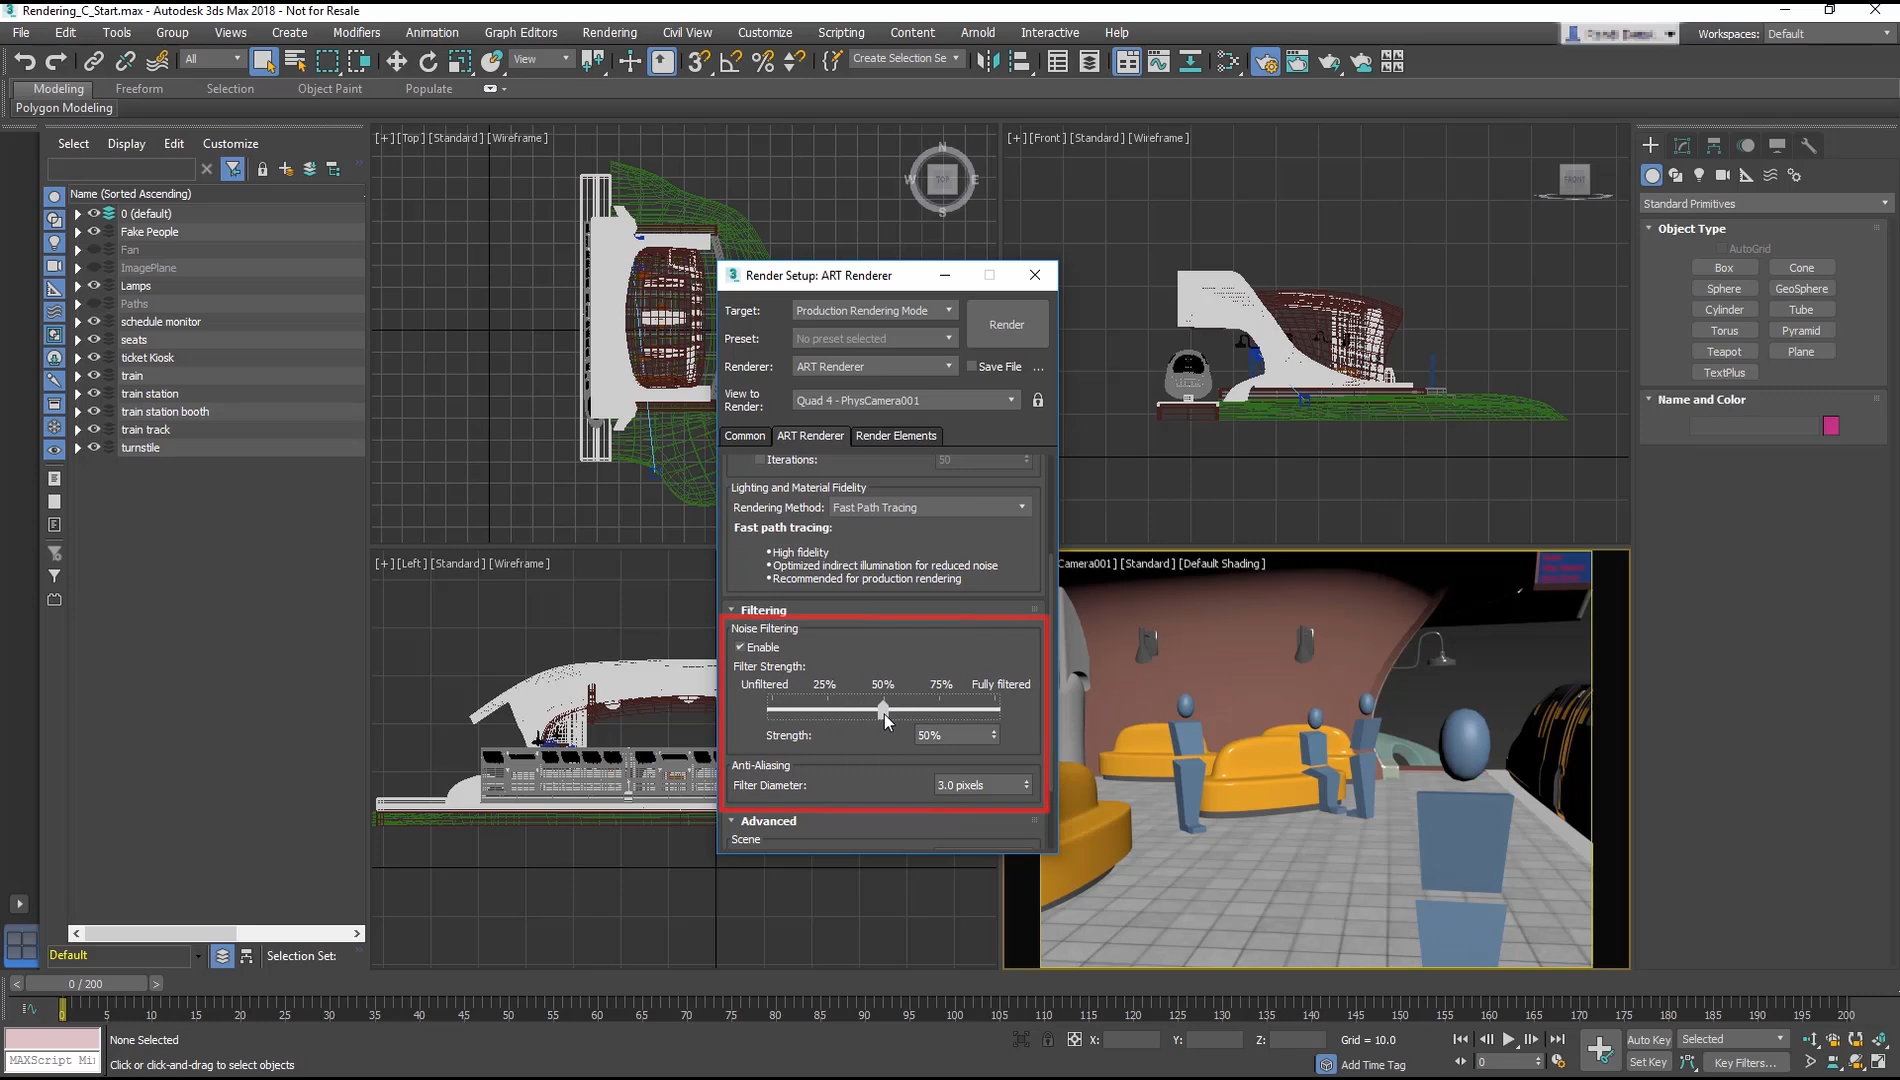 Rendering_C_Start.max - Autodesk 3ds Max 2018 - Not for Resale
File Edit Tools Group Views Create Modifiers Animation Graph Editors Rendering Civil View Customize Scripting Content Arnold Interactive Help
Workspaces: Default
All View Create Selection Se
Modeling Freeform Selection Object Paint Populate
Polygon Modeling
Select Display Edit Customize
Name (Sorted Ascending)
0 (default)
Fake People
Fan
ImagePlane
Lamps
Paths
schedule monitor
seats
ticket Kiosk
train
train station
train station booth
train track
turnstile
Default
Selection Set:
[+] [Top] [Standard] [Wireframe]
N
W TOP E
S
[+] [Front] [Standard] [Wireframe]
FRONT
[+] [Left] [Standard] [Wireframe]
Camera001] [Standard] [Default Shading]
3 Render Setup: ART Renderer
Target: Production Rendering Mode
Render
Preset: No preset selected
Renderer: ART Renderer
Save File ...
View to Render: Quad 4 - PhysCamera001
Common ART Renderer Render Elements
Iterations: 50
Lighting and Material Fidelity
Rendering Method: Fast Path Tracing
Fast path tracing:
•High fidelity
•Optimized indirect illumination for reduced noise
•Recommended for production rendering
Filtering
Noise Filtering
Enable
Filter Strength:
Unfiltered 25% 50% 75% Fully filtered
Strength: 50%
Anti-Aliasing
Filter Diameter: 3.0 pixels
Advanced
Scene
Standard Primitives
Object Type
AutoGrid
Box Cone
Sphere GeoSphere
Cylinder Tube
Torus Pyramid
Teapot Plane
TextPlus
Name and Color
< 0 / 200 >
0 5 10 15 20 25 30 35 40 45 50 55 60 65 70 75 80 85 90 95 100 105 110 115 120 125 130 135 140 145 150 155 160 165 170 175 180 185 190 195 200
None Selected
X: Y: Z: Grid = 10.0
Auto Key Selected
MAXScript Mi
Click or click-and-drag to select objects
Add Time Tag
0
Set Key Key Filters...